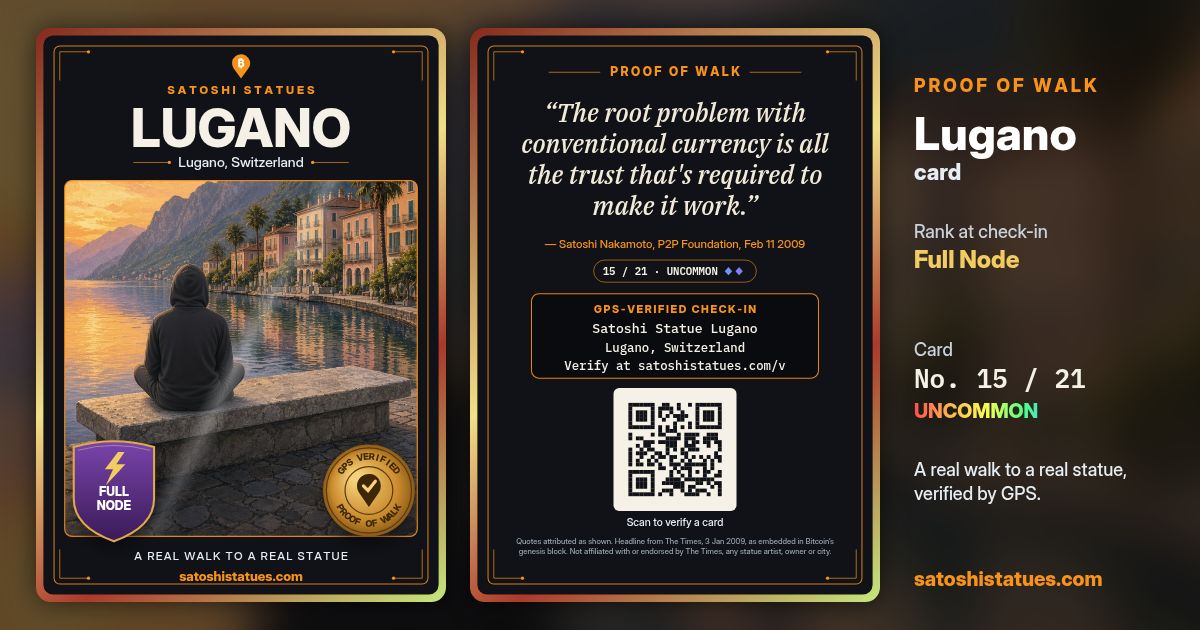 SATOSHI STATUES
LUGANO
Lugano, Switzerland
FULL
NODE
GPS VERIFIED
PROOF OF WALK
A REAL WALK TO A REAL STATUE
satoshistatues.com
PROOF OF WALK
“The root problem with
conventional currency is all
the trust that's required to
make it work.”
— Satoshi Nakamoto, P2P Foundation, Feb 11 2009
15 / 21 · UNCOMMON
GPS-VERIFIED CHECK-IN
Satoshi Statue Lugano
Lugano, Switzerland
Verify at satoshistatues.com/v
Scan to verify a card
Quotes attributed as shown. Headline from The Times, 3 Jan 2009, as embedded in Bitcoin's
genesis block. Not affiliated with or endorsed by The Times, any statue artist, owner or city.
PROOF OF WALK
Lugano
card
Rank at check-in
Full Node
Card
No. 15 / 21
UNCOMMON
A real walk to a real statue,
verified by GPS.
satoshistatues.com